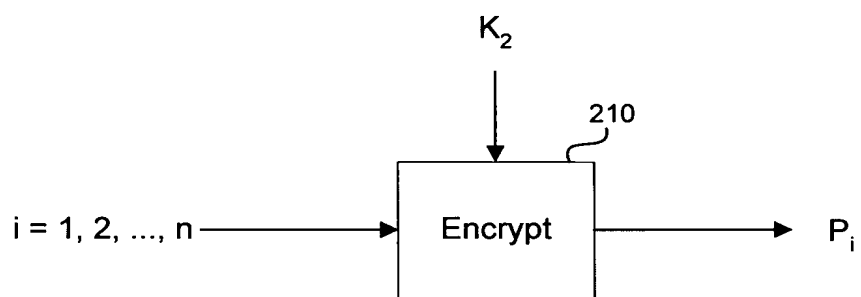 K₂
210
i = 1, 2, ..., n
Encrypt
Pᵢ